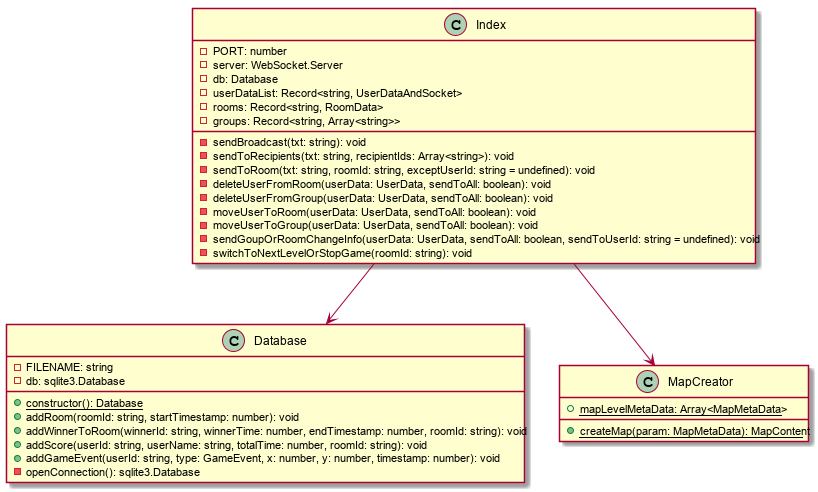 C Index
PORT: number
server: WebSocket.Server
db: Database
userDataList: Record<string, UserDataAndSocket>
rooms: Record<string, RoomData>
groups: Record<string, Array<string>>
sendBroadcast(txt: string): void
sendToRecipients(txt: string, recipientIds: Array<string>): void
sendToRoom(txt: string, roomId: string, exceptUserId: string = undefined): void
deleteUserFromRoom(userData: UserData, sendToAll: boolean): void
deleteUserFromGroup(userData: UserData, sendToAll: boolean): void
moveUserToRoom(userData: UserData, sendToAll: boolean): void
moveUserToGroup(userData: UserData, sendToAll: boolean): void
sendGoupOrRoomChangeInfo(userData: UserData, sendToAll: boolean, sendToUserId: string = undefined): void
switchToNextLevelOrStopGame(roomId: string): void
C Database
FILENAME: string
db: sqlite3.Database
constructor(): Database
addRoom(roomId: string, startTimestamp: number): void
addWinnerToRoom(winnerId: string, winnerTime: number, endTimestamp: number, roomId: string): void
addScore(userId: string, userName: string, totalTime: number, roomId: string): void
addGameEvent(userId: string, type: GameEvent, x: number, y: number, timestamp: number): void
openConnection(): sqlite3.Database
C MapCreator
mapLevelMetaData: Array<MapMetaData>
createMap(param: MapMetaData): MapContent